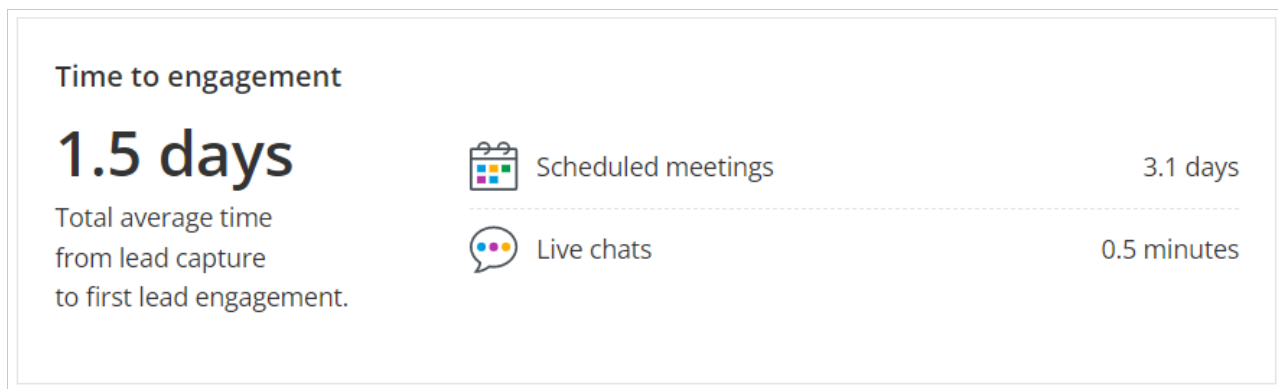 Time to engagement
1.5 days
Total average time
from lead capture
to first lead engagement.
Scheduled meetings 3.1 days
Live chats 0.5 minutes